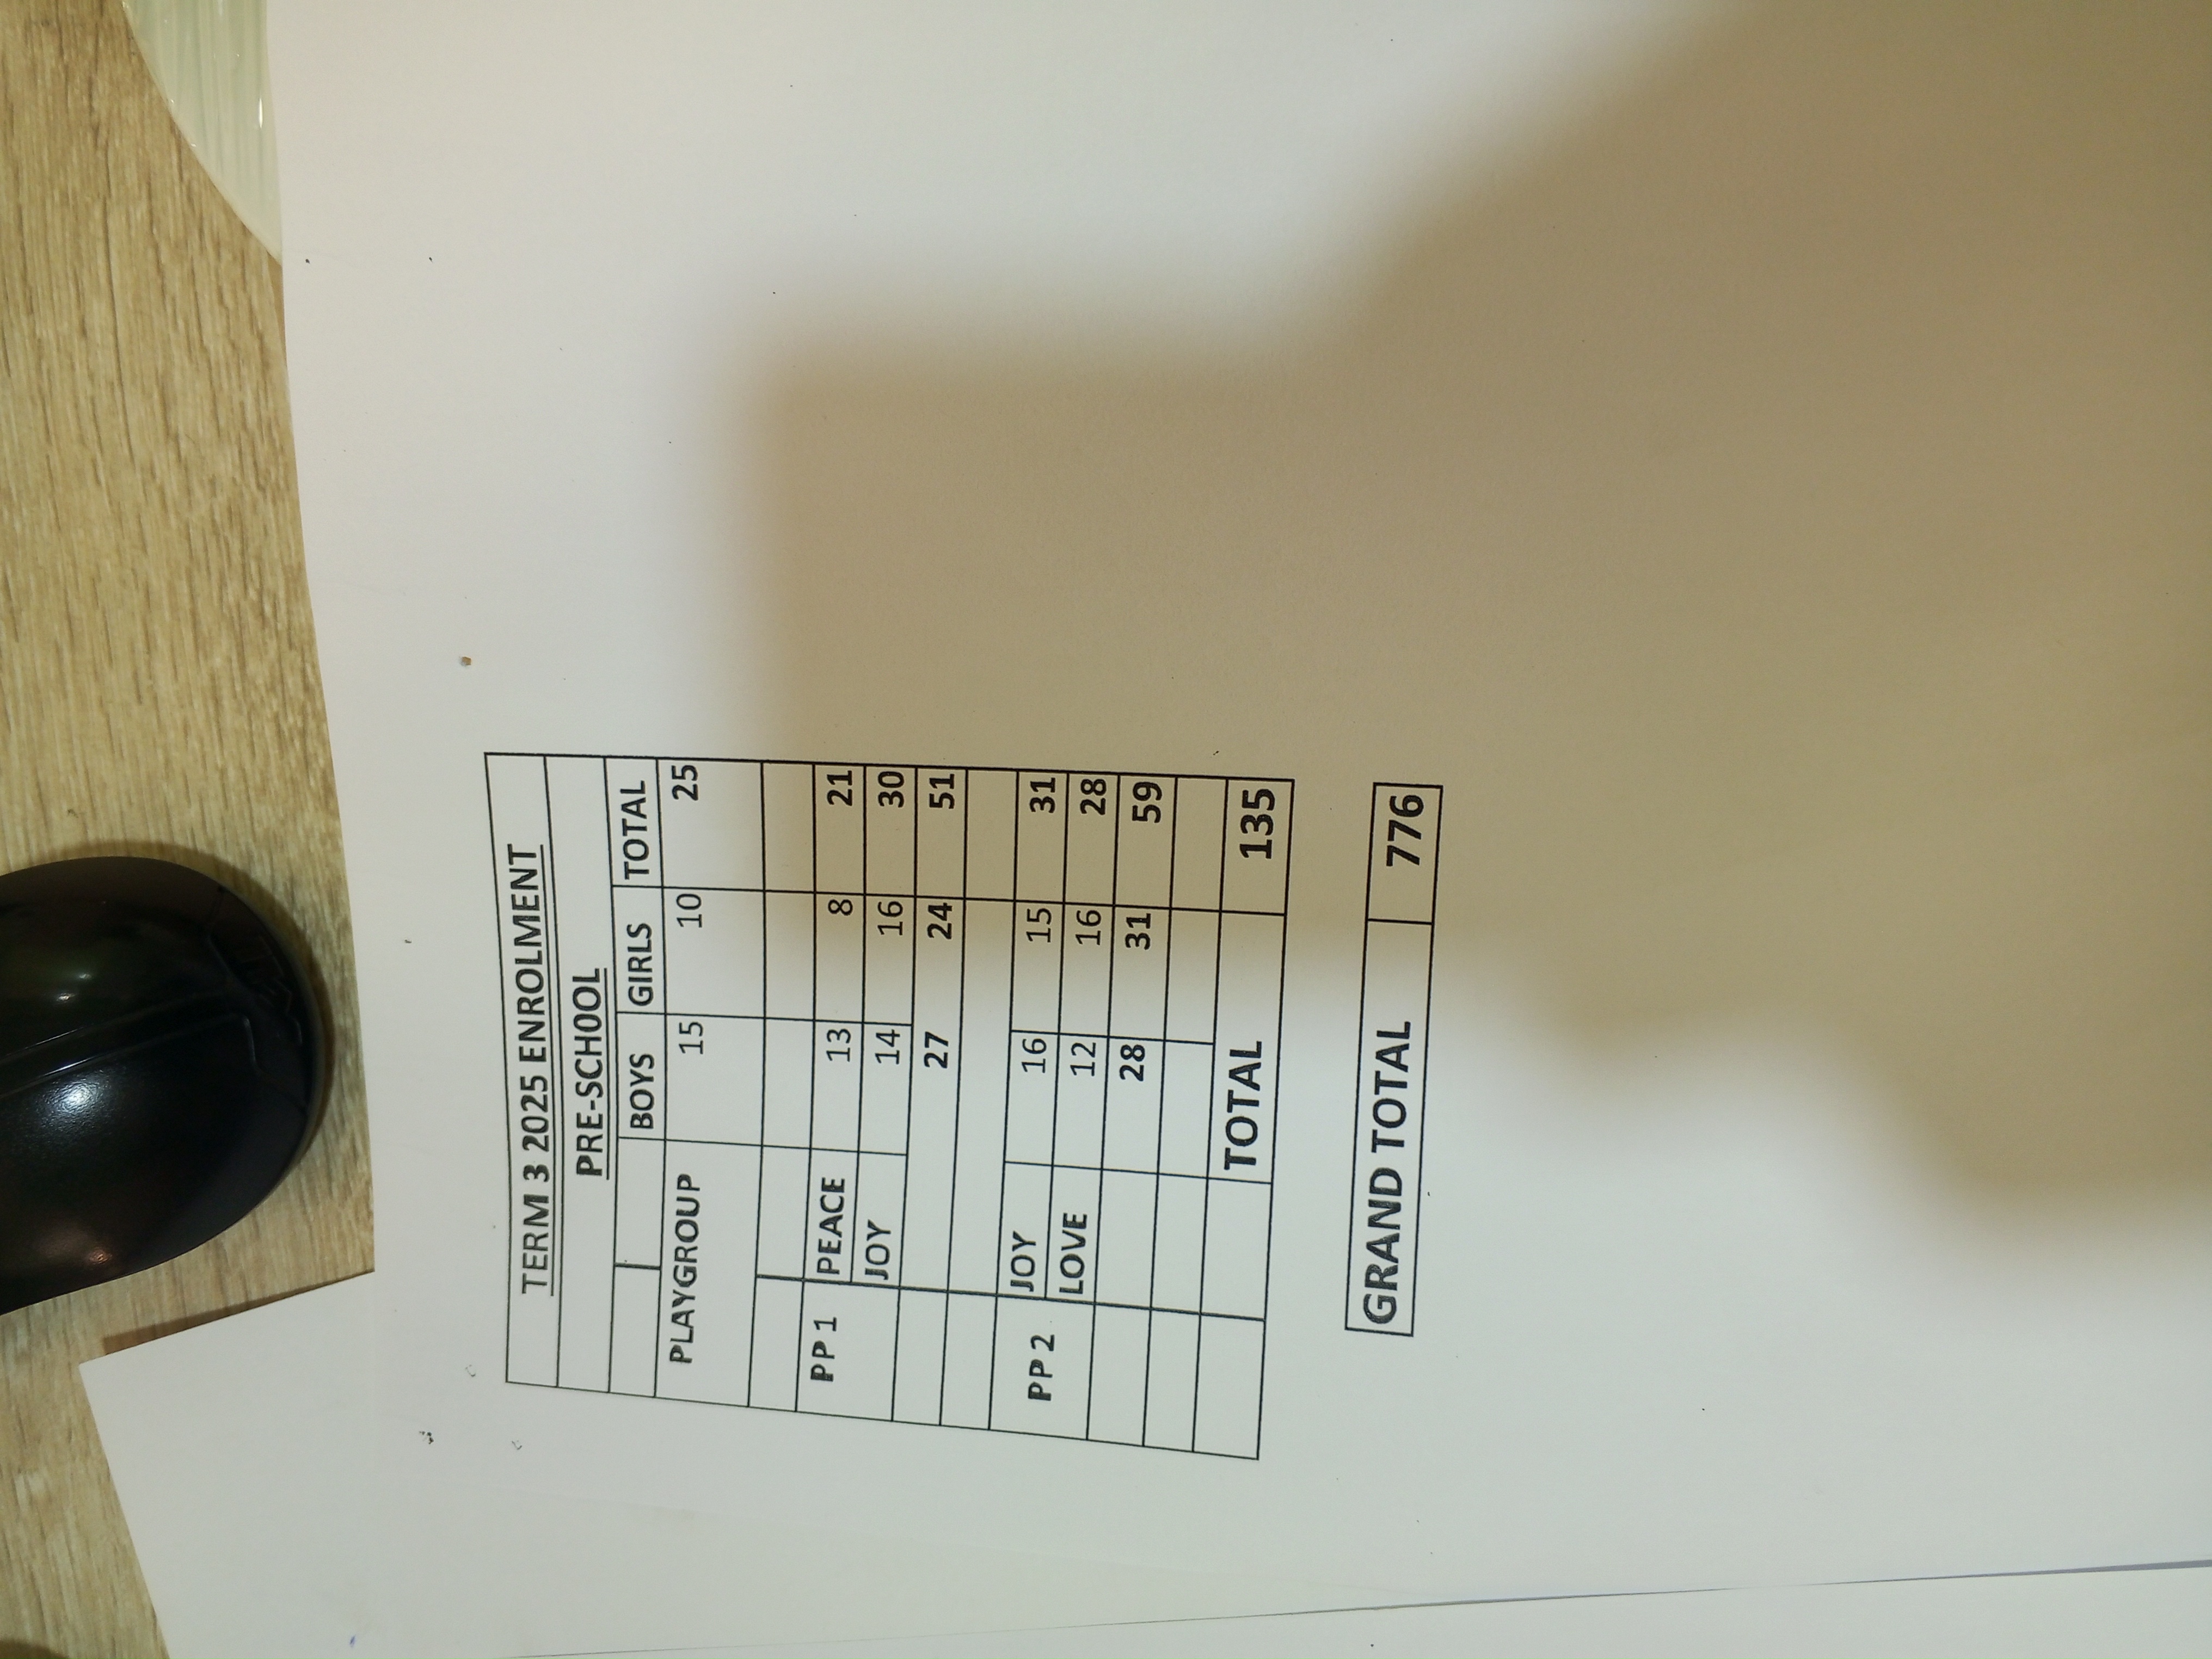 TERM 3 2025 ENROLMENT
PRE-SCHOOL
BOYS GIRLS TOTAL
PLAYGROUP 15 10 25
PP 1 PEACE 13 8 21
JOY 14 16 30
27 24 51
PP 2 JOY 16 15 31
LOVE 12 16 28
28 31 59
TOTAL 135
GRAND TOTAL 776